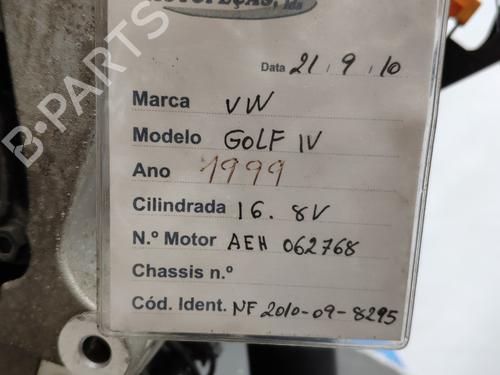 Data 21.9.10
Marca VW
Modelo GOLF IV
Ano 1999
Cilindrada 16. 8V
N.º Motor AEH 062768
Chassis n.º
Cód. Ident. NF 2010-09-8295
B-PARTS